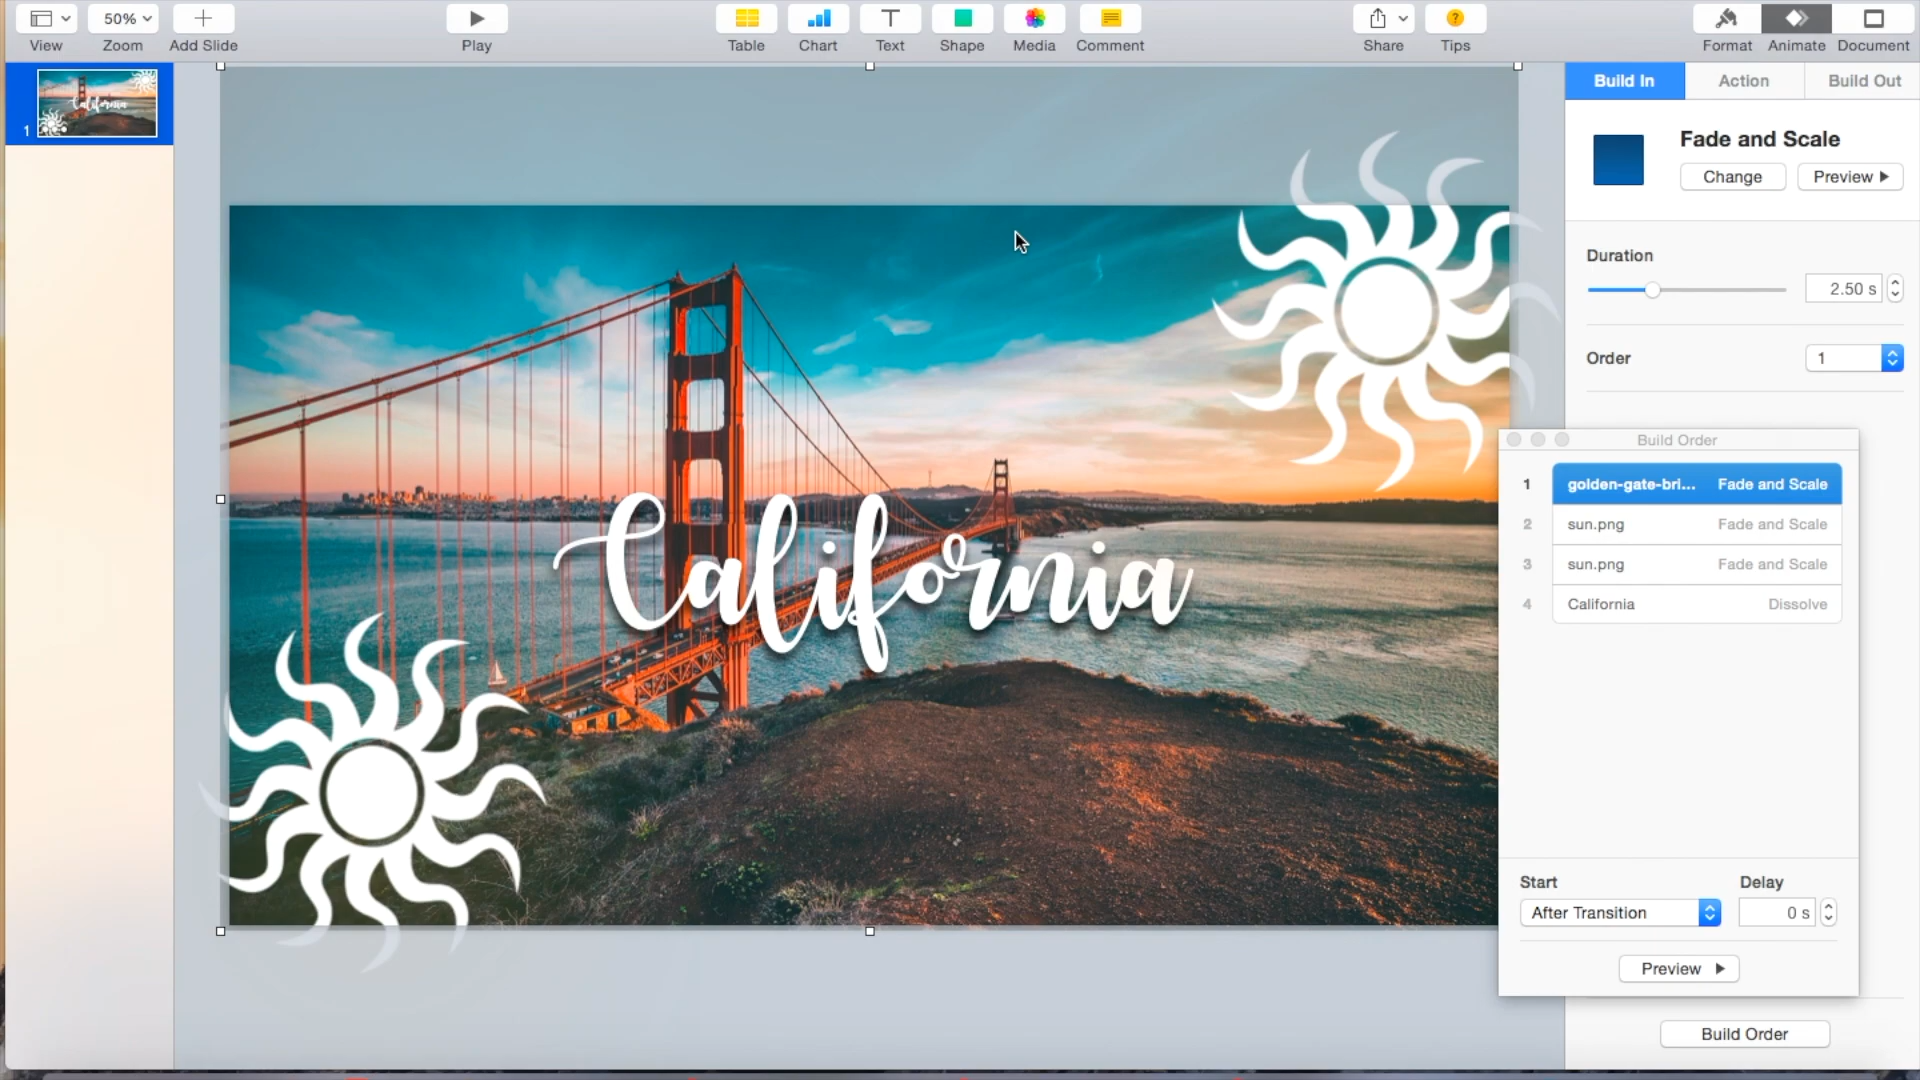 50%
View
Zoom
Add Slide
Play
Table
Chart
Text
Shape
Media
Comment
Share
Tips
Format
Animate
Document
1
California
California
Build In
Action
Build Out
Fade and Scale
Change
Preview
Duration
2.50 s
Order
1
Build Order
1 golden-gate-bri... Fade and Scale
2 sun.png Fade and Scale
3 sun.png Fade and Scale
4 California Dissolve
Start
Delay
After Transition
0 s
Preview
Build Order